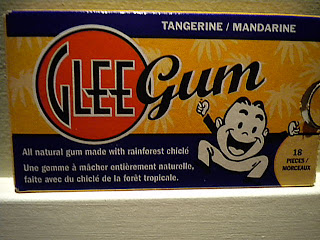 TANGERINE / MANDARINE
GLEE Gum
All natural gum made with rainforest chiclé
Une gomme à mâcher entièrement naturelle,
faite avec du chiclé de la forêt tropicale.
18
PIECES /
MORCEAUX